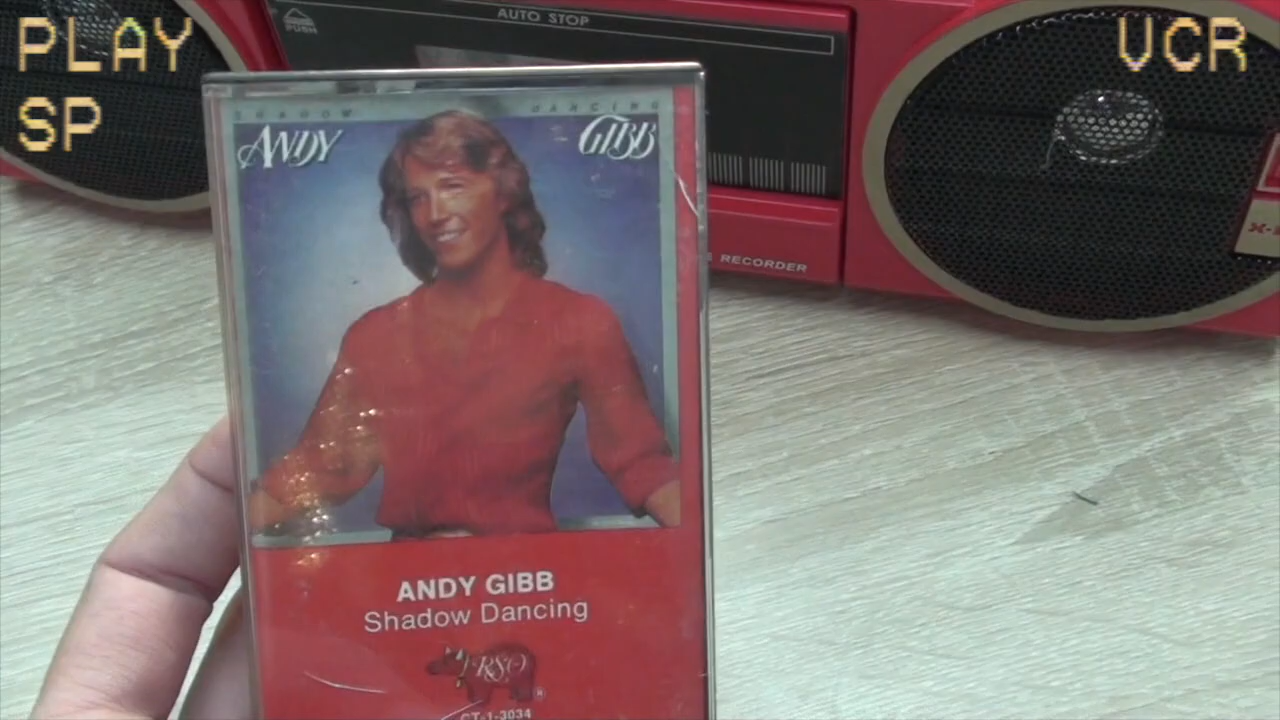 PLAY
SP
VCR
PUSH
AUTO STOP
SHADOW DANCING
ANDY GIBB
RECORDER
ANDY GIBB
Shadow Dancing
RSO
®
CT-1-3034